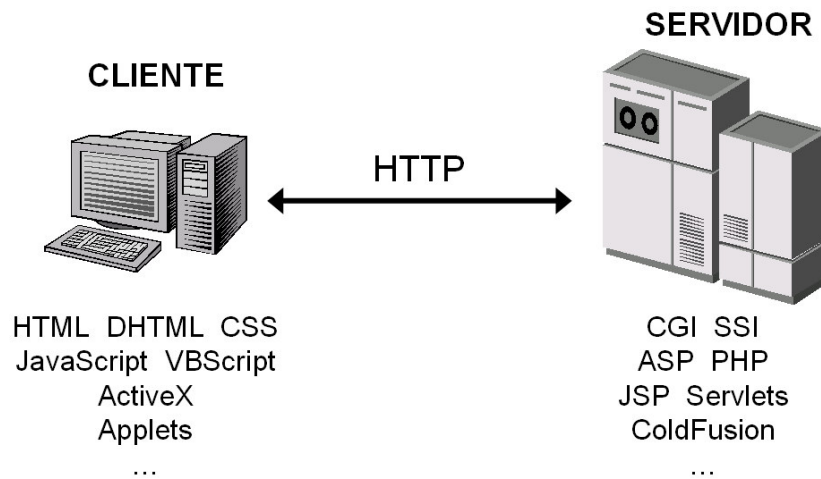 SERVIDOR
CLIENTE
HTTP
HTML DHTML CSS
JavaScript VBScript
ActiveX
Applets
...
CGI SSI
ASP PHP
JSP Servlets
ColdFusion
...